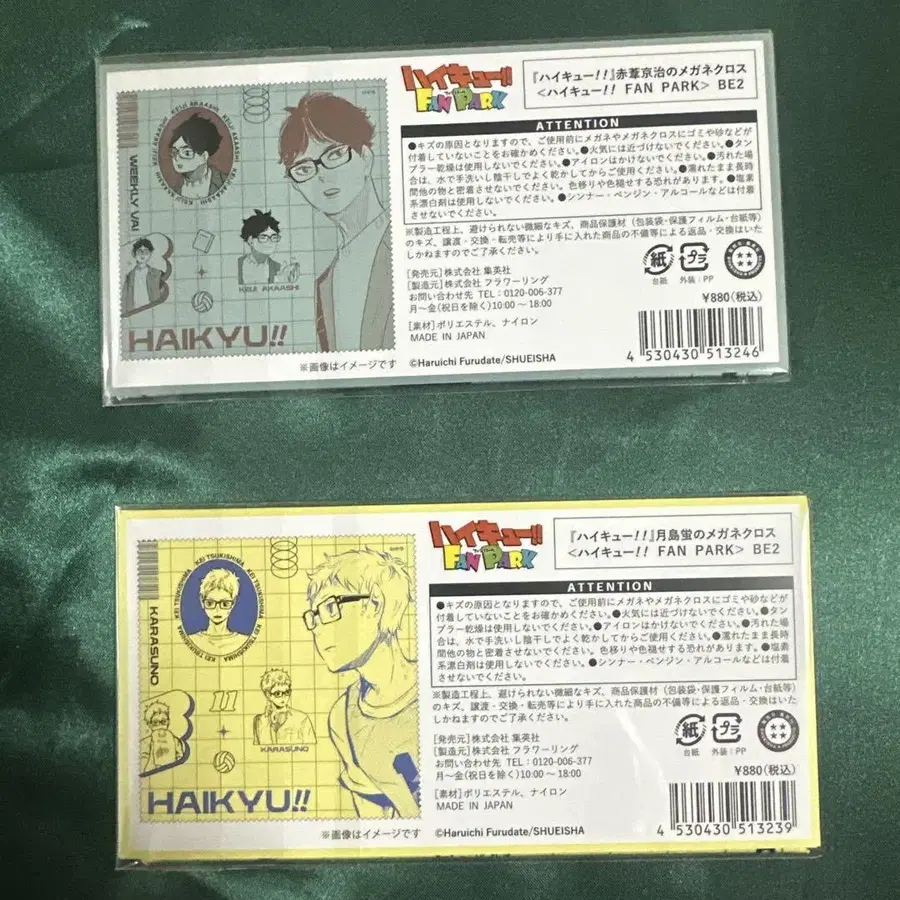 ハイキュー!!
FAN PARK
『ハイキュー!!』赤葦京治のメガネクロス
<ハイキュー!! FAN PARK> BE2
ATTENTION
●キズの原因となりますので、ご使用前にメガネやメガネクロスにゴミや砂などが
付着していないことをお確かめください。●火気には近づけないでください。●タン
ブラー乾燥は使用しないでください。●アイロンはかけないでください。●汚れた場
合は、水で手洗いし陰干しでよく乾かしてからご使用ください。●濡れたまま長時
間他の物と密着させないでください。色移りや色褪せする恐れがあります。●塩素
系漂白剤は使用しないでください。●シンナー・ベンジン・アルコールなどは付着
させないでください。
※製造工程上、避けられない微細なキズ、商品保護材(包装袋・保護フィルム・台紙等)
のキズ、譲渡・交換・転売等により手に入れた商品の不備等による返品・交換はいた
しかねますのでご了承ください。
[発売元]株式会社 集英社
[製造元]株式会社 フラワーリング
お問い合わせ先 TEL:0120-006-377
月~金(祝日を除く)10:00~18:00
[素材]ポリエステル、ナイロン
MADE IN JAPAN
©Haruichi Furudate/SHUEISHA
紙
台紙
プラ
外装:PP
¥880(税込)
4 530430 513246
KEIJI AKAASHI KEIJI AKAASHI
WEEKLY VAI
KEIJI AKAASHI
HAIKYU!!
※画像はイメージです
ハイキュー!!
FAN PARK
『ハイキュー!!』月島蛍のメガネクロス
<ハイキュー!! FAN PARK> BE2
ATTENTION
●キズの原因となりますので、ご使用前にメガネやメガネクロスにゴミや砂などが
付着していないことをお確かめください。●火気には近づけないでください。●タン
ブラー乾燥は使用しないでください。●アイロンはかけないでください。●汚れた場
合は、水で手洗いし陰干しでよく乾かしてからご使用ください。●濡れたまま長時
間他の物と密着させないでください。色移りや色褪せする恐れがあります。●塩素
系漂白剤は使用しないでください。●シンナー・ベンジン・アルコールなどは付着
させないでください。
※製造工程上、避けられない微細なキズ、商品保護材(包装袋・保護フィルム・台紙等)
のキズ、譲渡・交換・転売等により手に入れた商品の不備等による返品・交換はいた
しかねますのでご了承ください。
[発売元]株式会社 集英社
[製造元]株式会社 フラワーリング
お問い合わせ先 TEL:0120-006-377
月~金(祝日を除く)10:00~18:00
[素材]ポリエステル、ナイロン
MADE IN JAPAN
©Haruichi Furudate/SHUEISHA
紙
台紙
プラ
外装:PP
¥880(税込)
4 530430 513239
KEI TSUKISHIMA KEI TSUKISHIMA KEI TSUKISHIMA
KARASUNO
11
KARASUNO
HAIKYU!!
※画像はイメージです